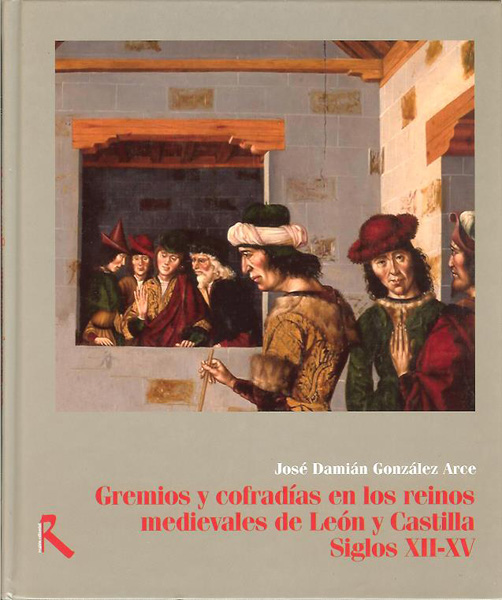 José Damián González Arce
Gremios y cofradías en los reinos
medievales de León y Castilla
Siglos XII-XV
R